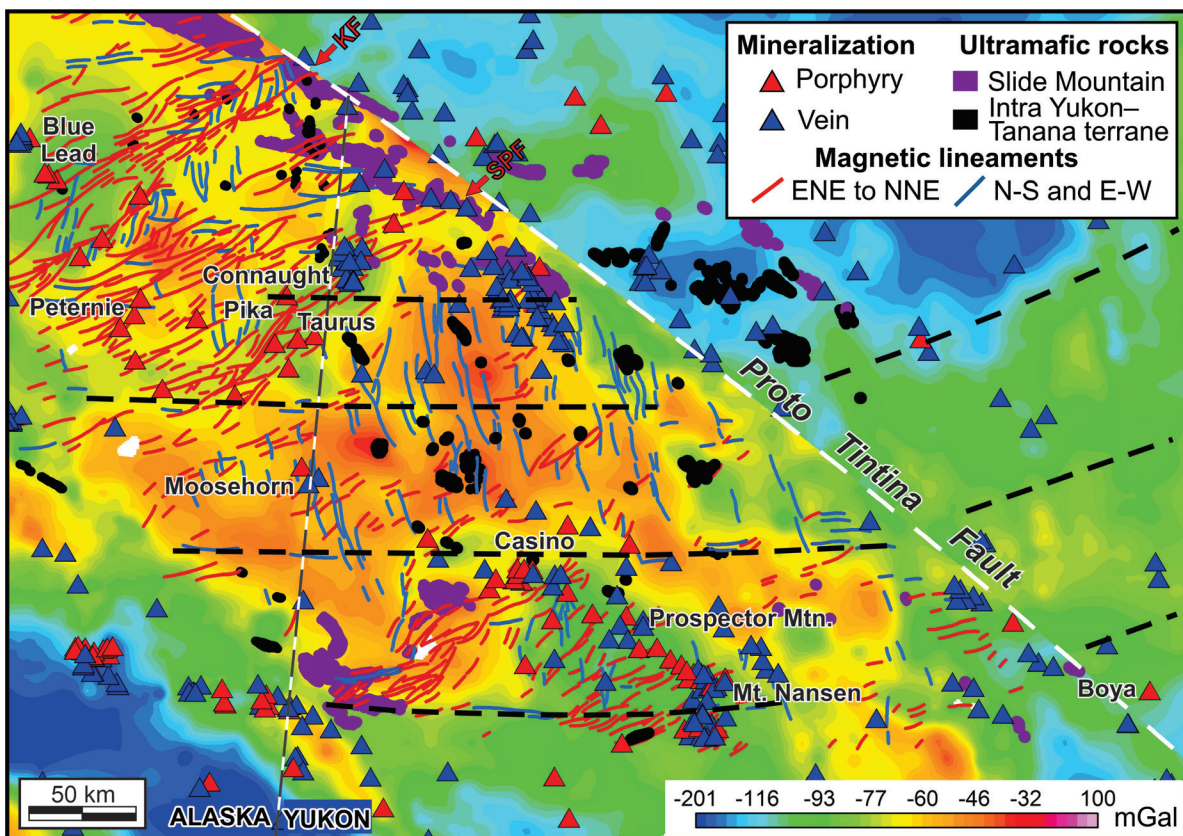 KF
SPF
Mineralization
Porphyry
Vein
Ultramafic rocks
Slide Mountain
Intra Yukon–
Tanana terrane
Magnetic lineaments
ENE to NNE
N-S and E-W
Blue
Lead
Connaught
Peternie
Pika
Taurus
Proto Tintina Fault
Moosehorn
Casino
Prospector Mtn.
Mt. Nansen
Boya
50 km
ALASKA
YUKON
-201 -116 -93 -77 -60 -46 -32 100
mGal